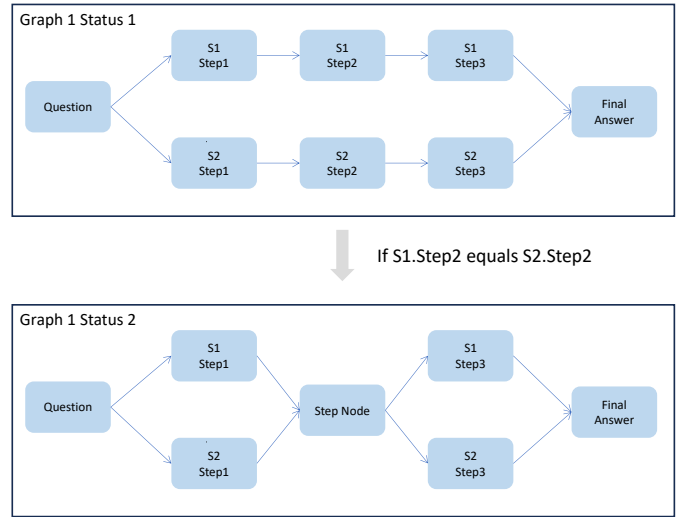 Graph 1 Status 1
S1
Step1
S1
Step2
S1
Step3
Question
Final
Answer
S2
Step1
S2
Step2
S2
Step3
If S1.Step2 equals S2.Step2
Graph 1 Status 2
S1
Step1
S1
Step3
Question
Step Node
Final
Answer
S2
Step1
S2
Step3